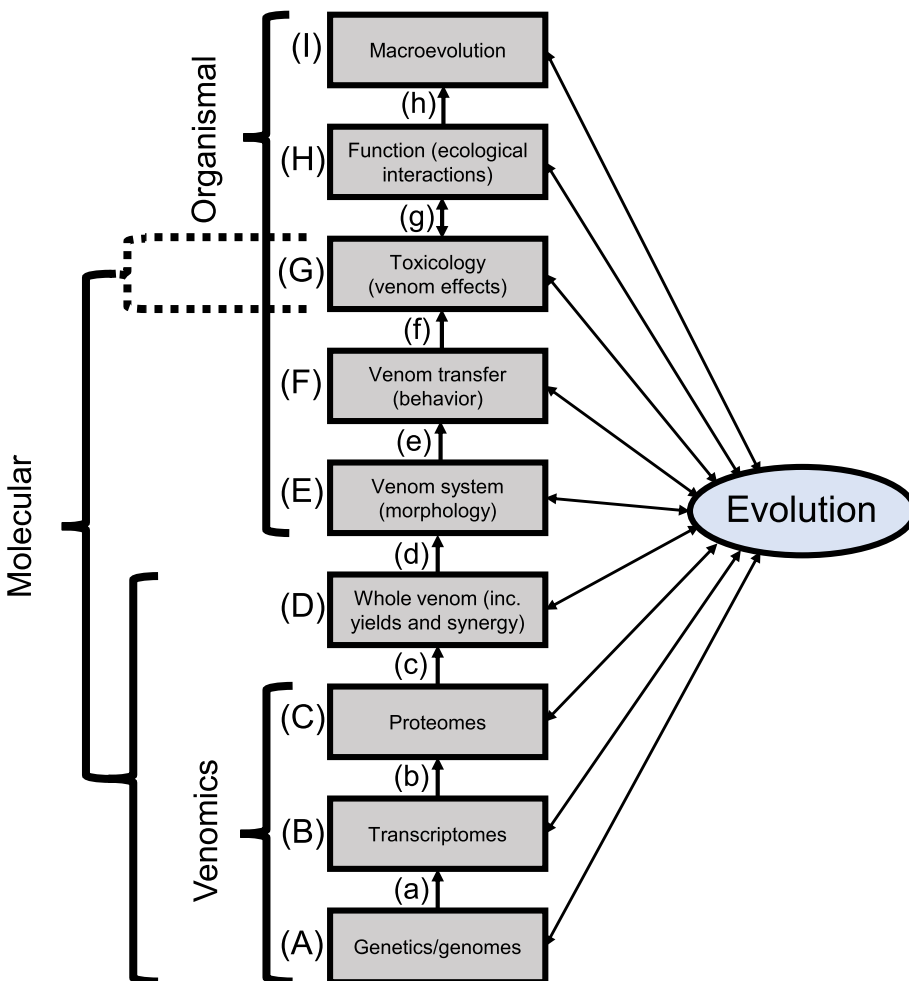 (I)
Macroevolution
(h)
Organismal
(H)
Function (ecological
interactions)
(g)
(G)
Toxicology
(venom effects)
(f)
(F)
Venom transfer
(behavior)
(e)
Molecular
(E)
Venom system
(morphology)
Evolution
(d)
(D)
Whole venom (inc.
yields and synergy)
(c)
(C)
Proteomes
(b)
Venomics
(B)
Transcriptomes
(a)
(A)
Genetics/genomes